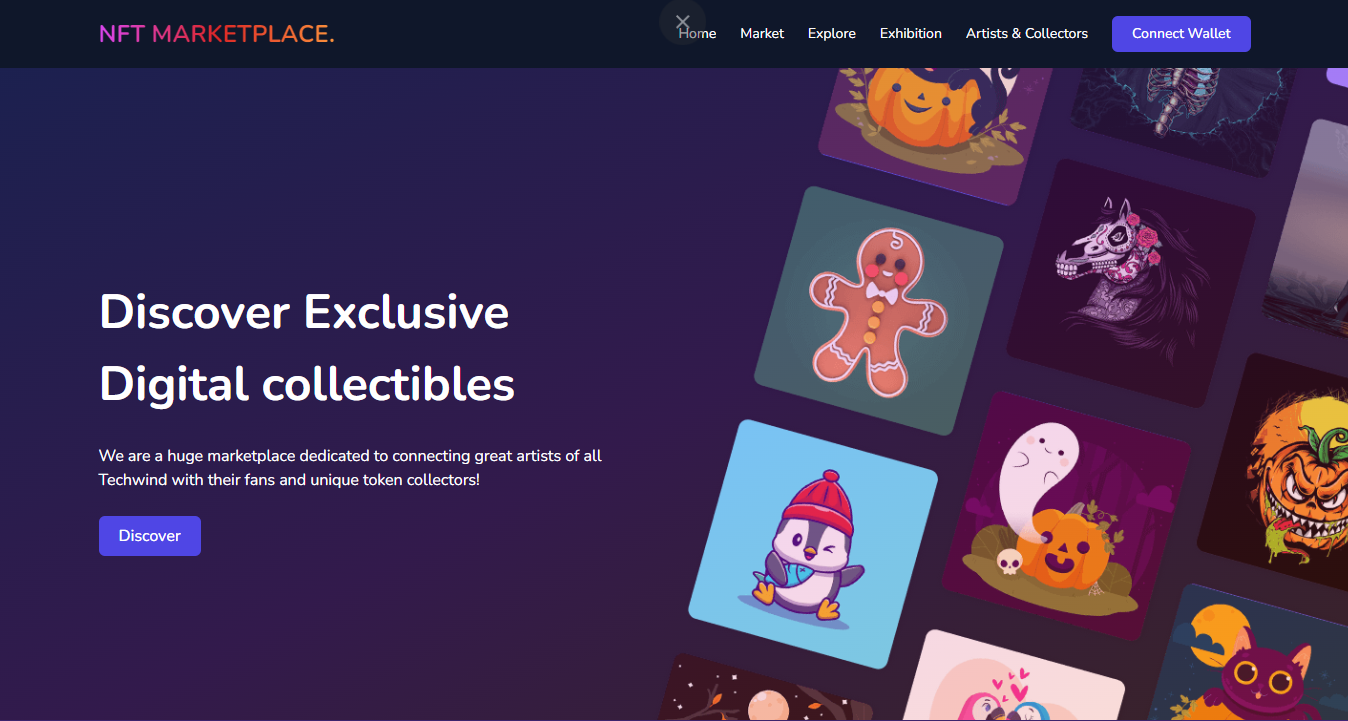 NFT MARKETPLACE.
Home Market Explore Exhibition Artists & Collectors Connect Wallet
Discover Exclusive
Digital collectibles
We are a huge marketplace dedicated to connecting great artists of all
Techwind with their fans and unique token collectors!
Discover